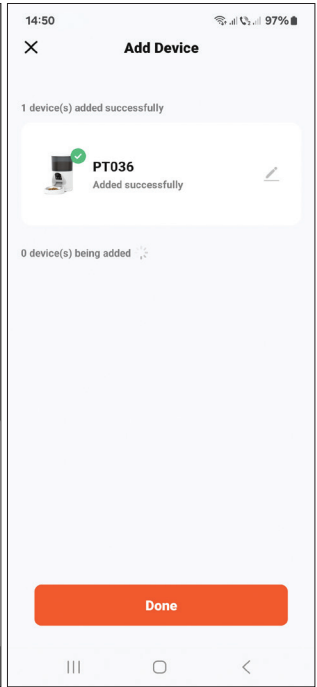 14:50
97%
Add Device
1 device(s) added successfully
PT036
Added successfully
0 device(s) being added
Done